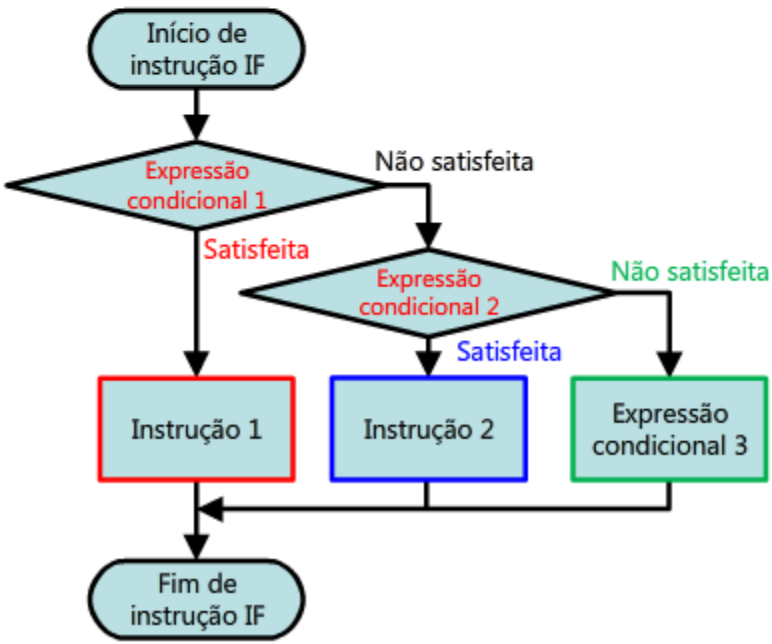 Início de
instrução IF
Expressão
condicional 1
Não satisfeita
Satisfeita
Expressão
condicional 2
Não satisfeita
Satisfeita
Instrução 1
Instrução 2
Expressão
condicional 3
Fim de
instrução IF